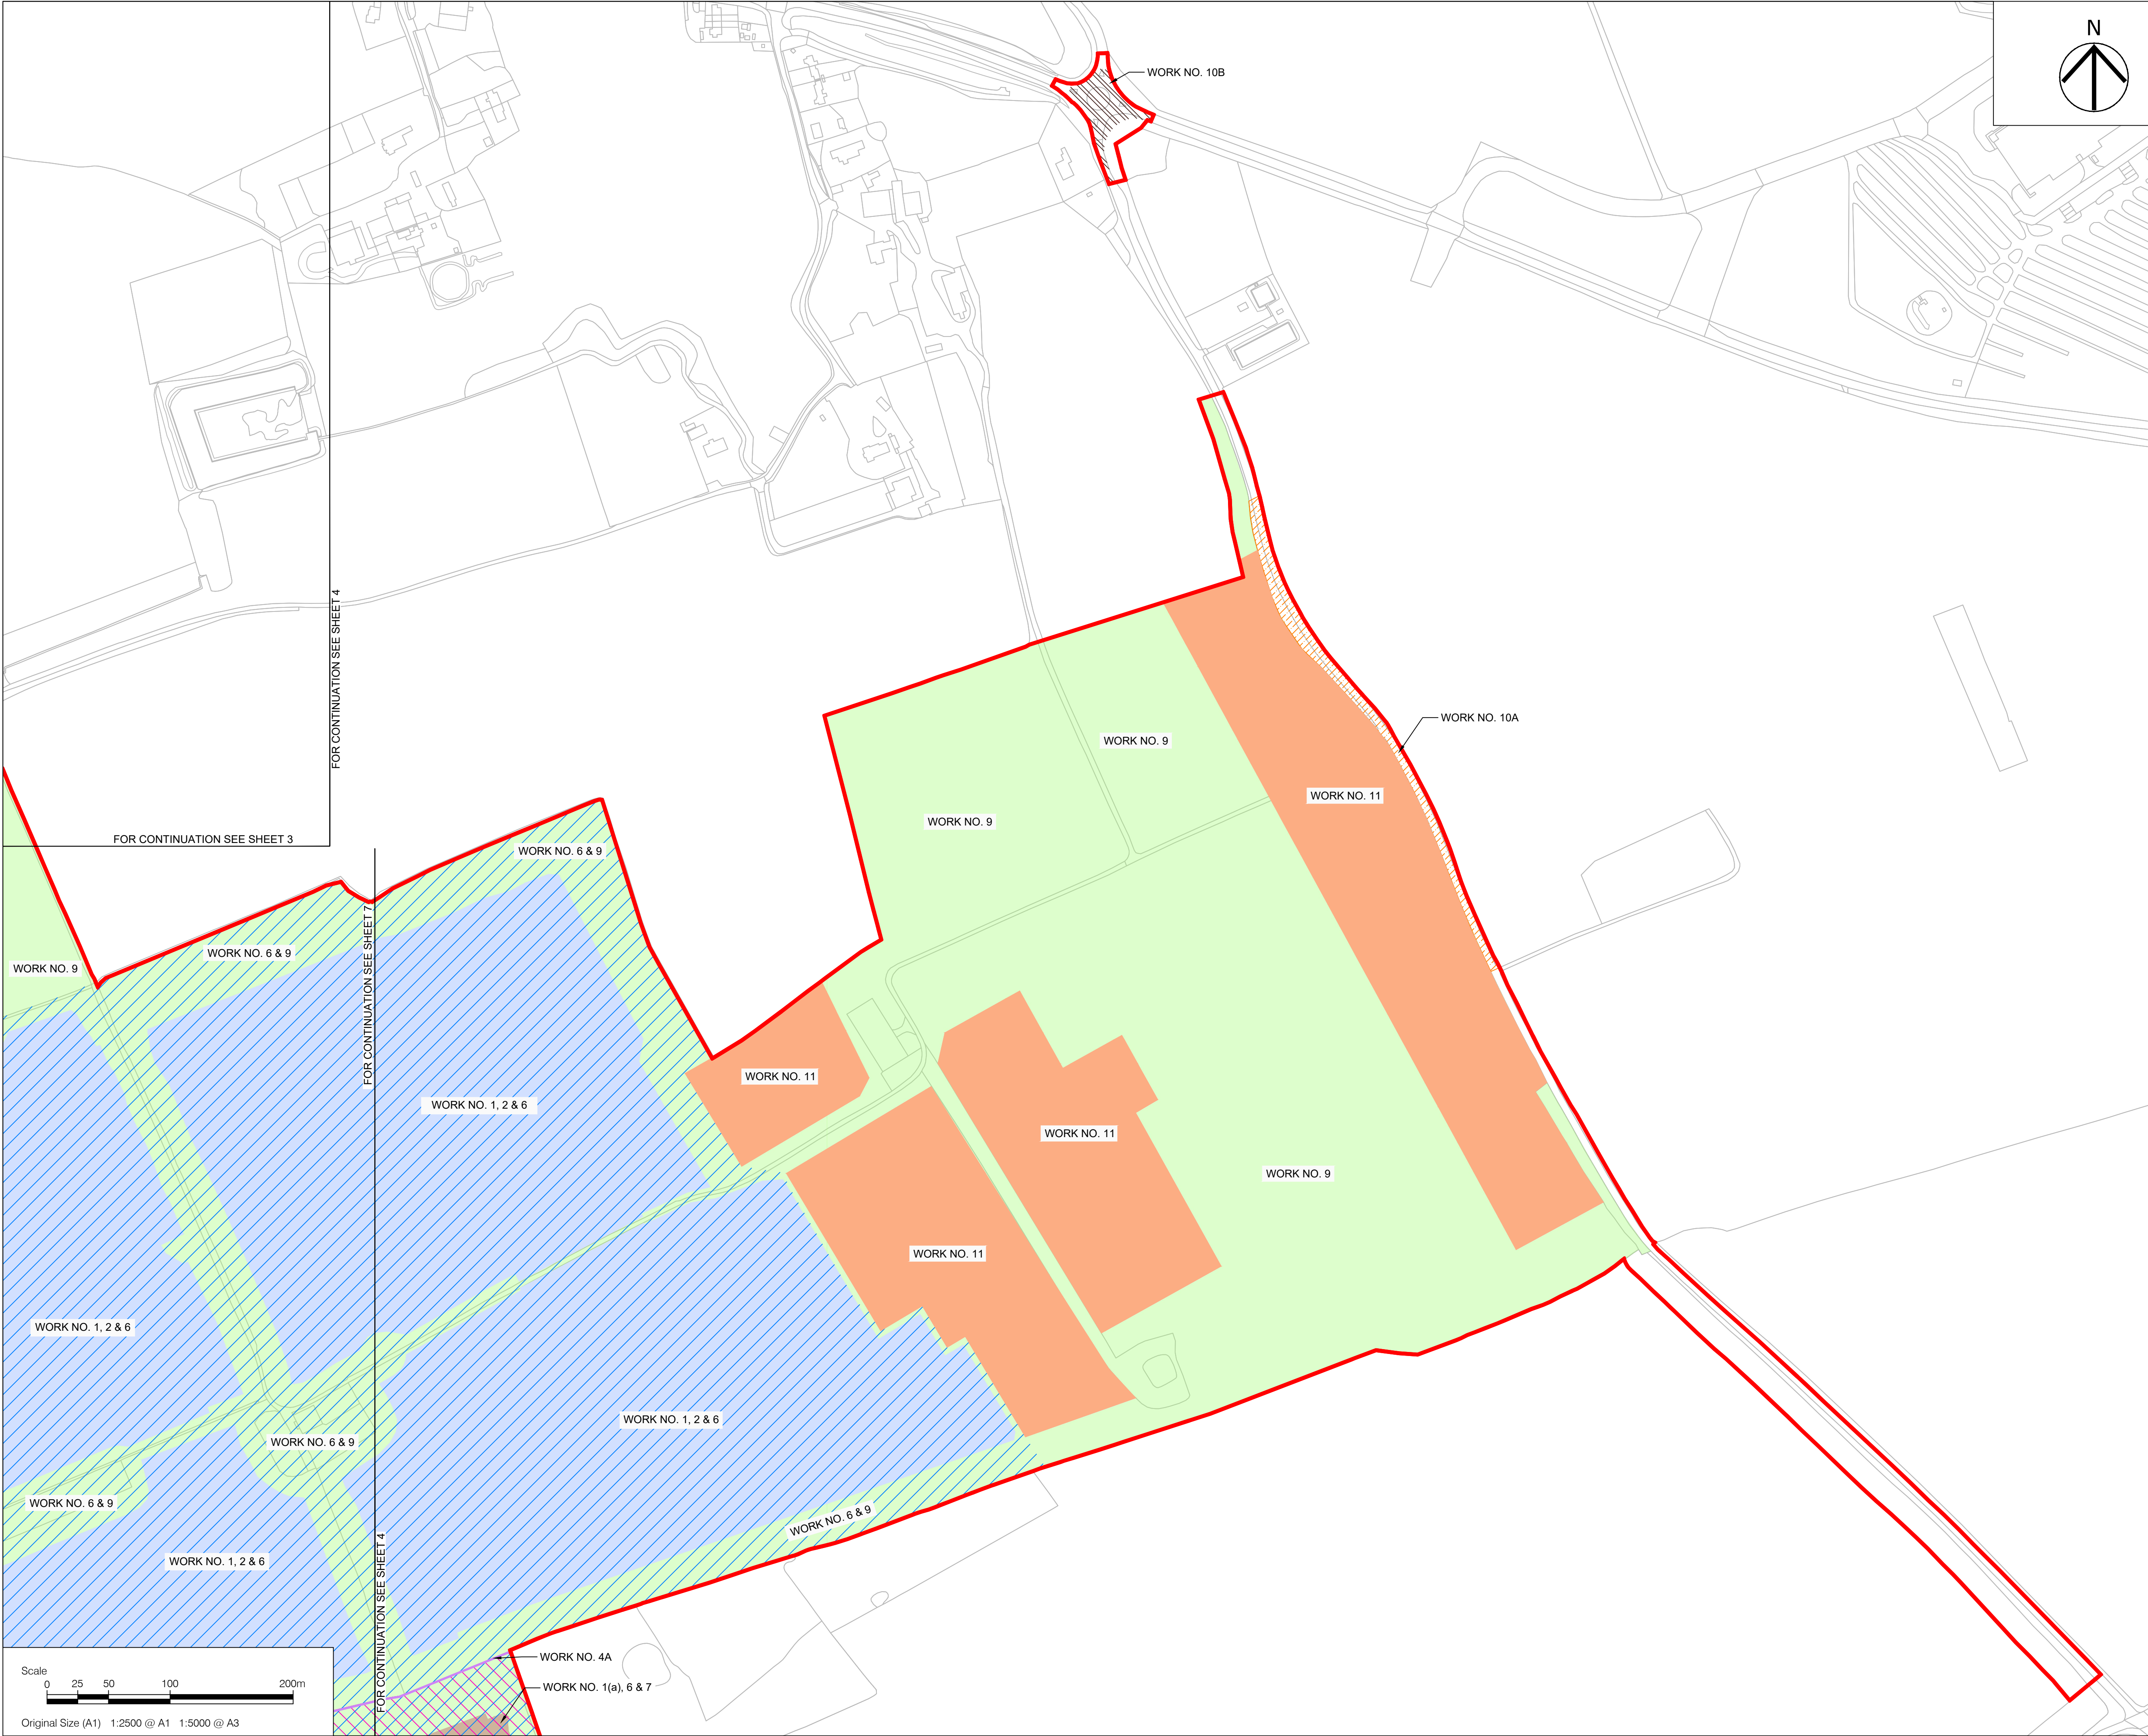 N
WORK NO. 10B
FOR CONTINUATION SEE SHEET 4
WORK NO. 10A
WORK NO. 9
WORK NO. 11
WORK NO. 9
FOR CONTINUATION SEE SHEET 3
WORK NO. 6 & 9
FOR CONTINUATION SEE SHEET 7
WORK NO. 6 & 9
WORK NO. 9
WORK NO. 11
WORK NO. 1, 2 & 6
WORK NO. 11
WORK NO. 9
WORK NO. 11
WORK NO. 1, 2 & 6
WORK NO. 1, 2 & 6
WORK NO. 6 & 9
WORK NO. 6 & 9
WORK NO. 6 & 9
WORK NO. 1, 2 & 6
FOR CONTINUATION SEE SHEET 4
WORK NO. 4A
WORK NO. 1(a), 6 & 7
Scale
0 25 50 100 200m
Original Size (A1) 1:2500 @ A1 1:5000 @ A3